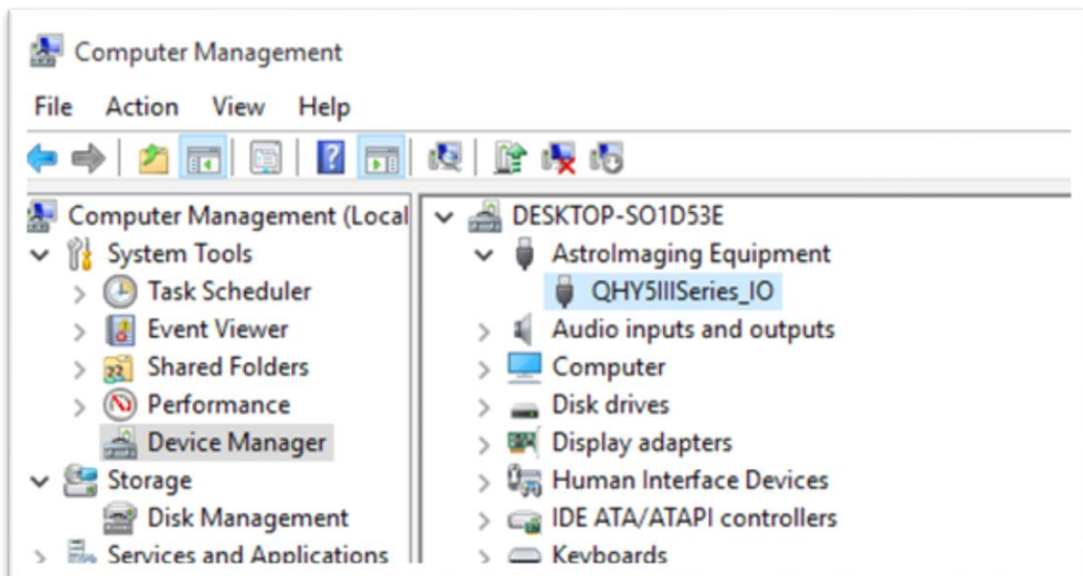 Computer Management
File Action View Help
Computer Management (Local
System Tools
Task Scheduler
Event Viewer
Shared Folders
Performance
Device Manager
Storage
Disk Management
Services and Applications
DESKTOP-SO1D53E
AstroImaging Equipment
QHY5IIISeries_IO
Audio inputs and outputs
Computer
Disk drives
Display adapters
Human Interface Devices
IDE ATA/ATAPI controllers
Keyboards